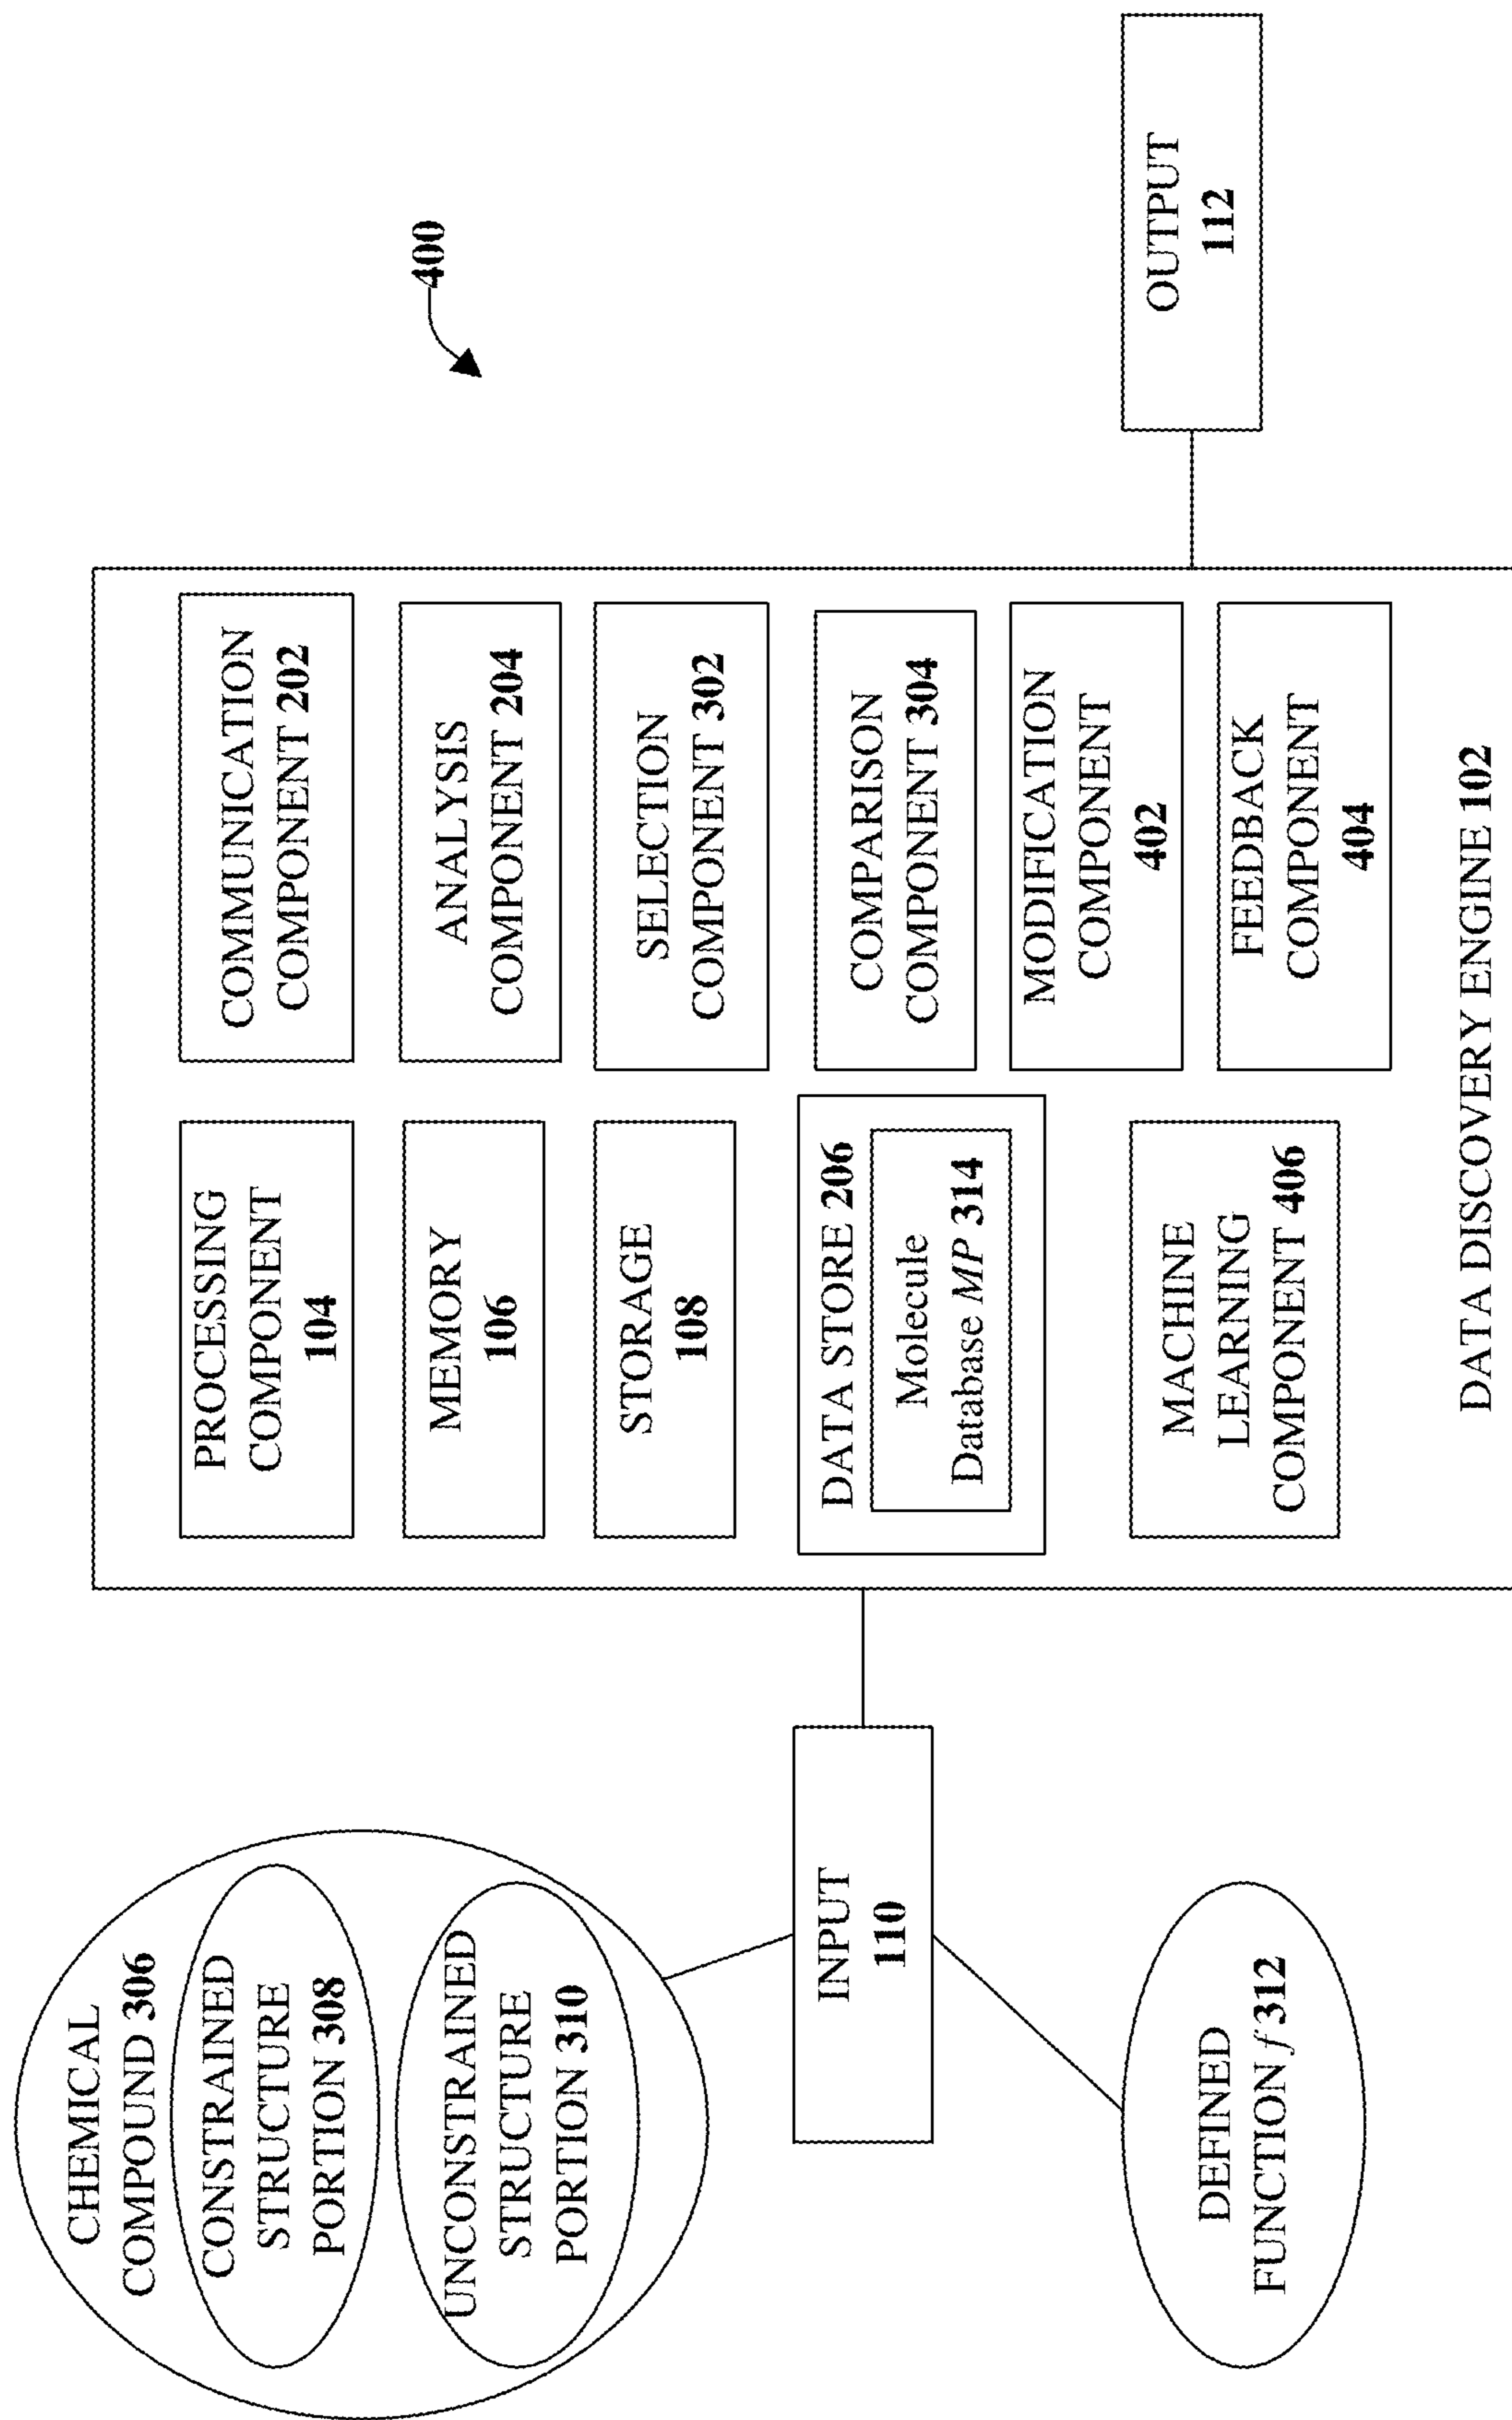 400
CHEMICAL
COMPOUND 306
CONSTRAINED
STRUCTURE
PORTION 308
UNCONSTRAINED
STRUCTURE
PORTION 310
INPUT
110
DEFINED
FUNCTION f 312
PROCESSING
COMPONENT
104
MEMORY
106
STORAGE
108
DATA STORE 206
Molecule
Database MP 314
MACHINE
LEARNING
COMPONENT 406
COMMUNICATION
COMPONENT 202
ANALYSIS
COMPONENT 204
SELECTION
COMPONENT 302
COMPARISON
COMPONENT 304
MODIFICATION
COMPONENT
402
FEEDBACK
COMPONENT
404
DATA DISCOVERY ENGINE 102
OUTPUT
112